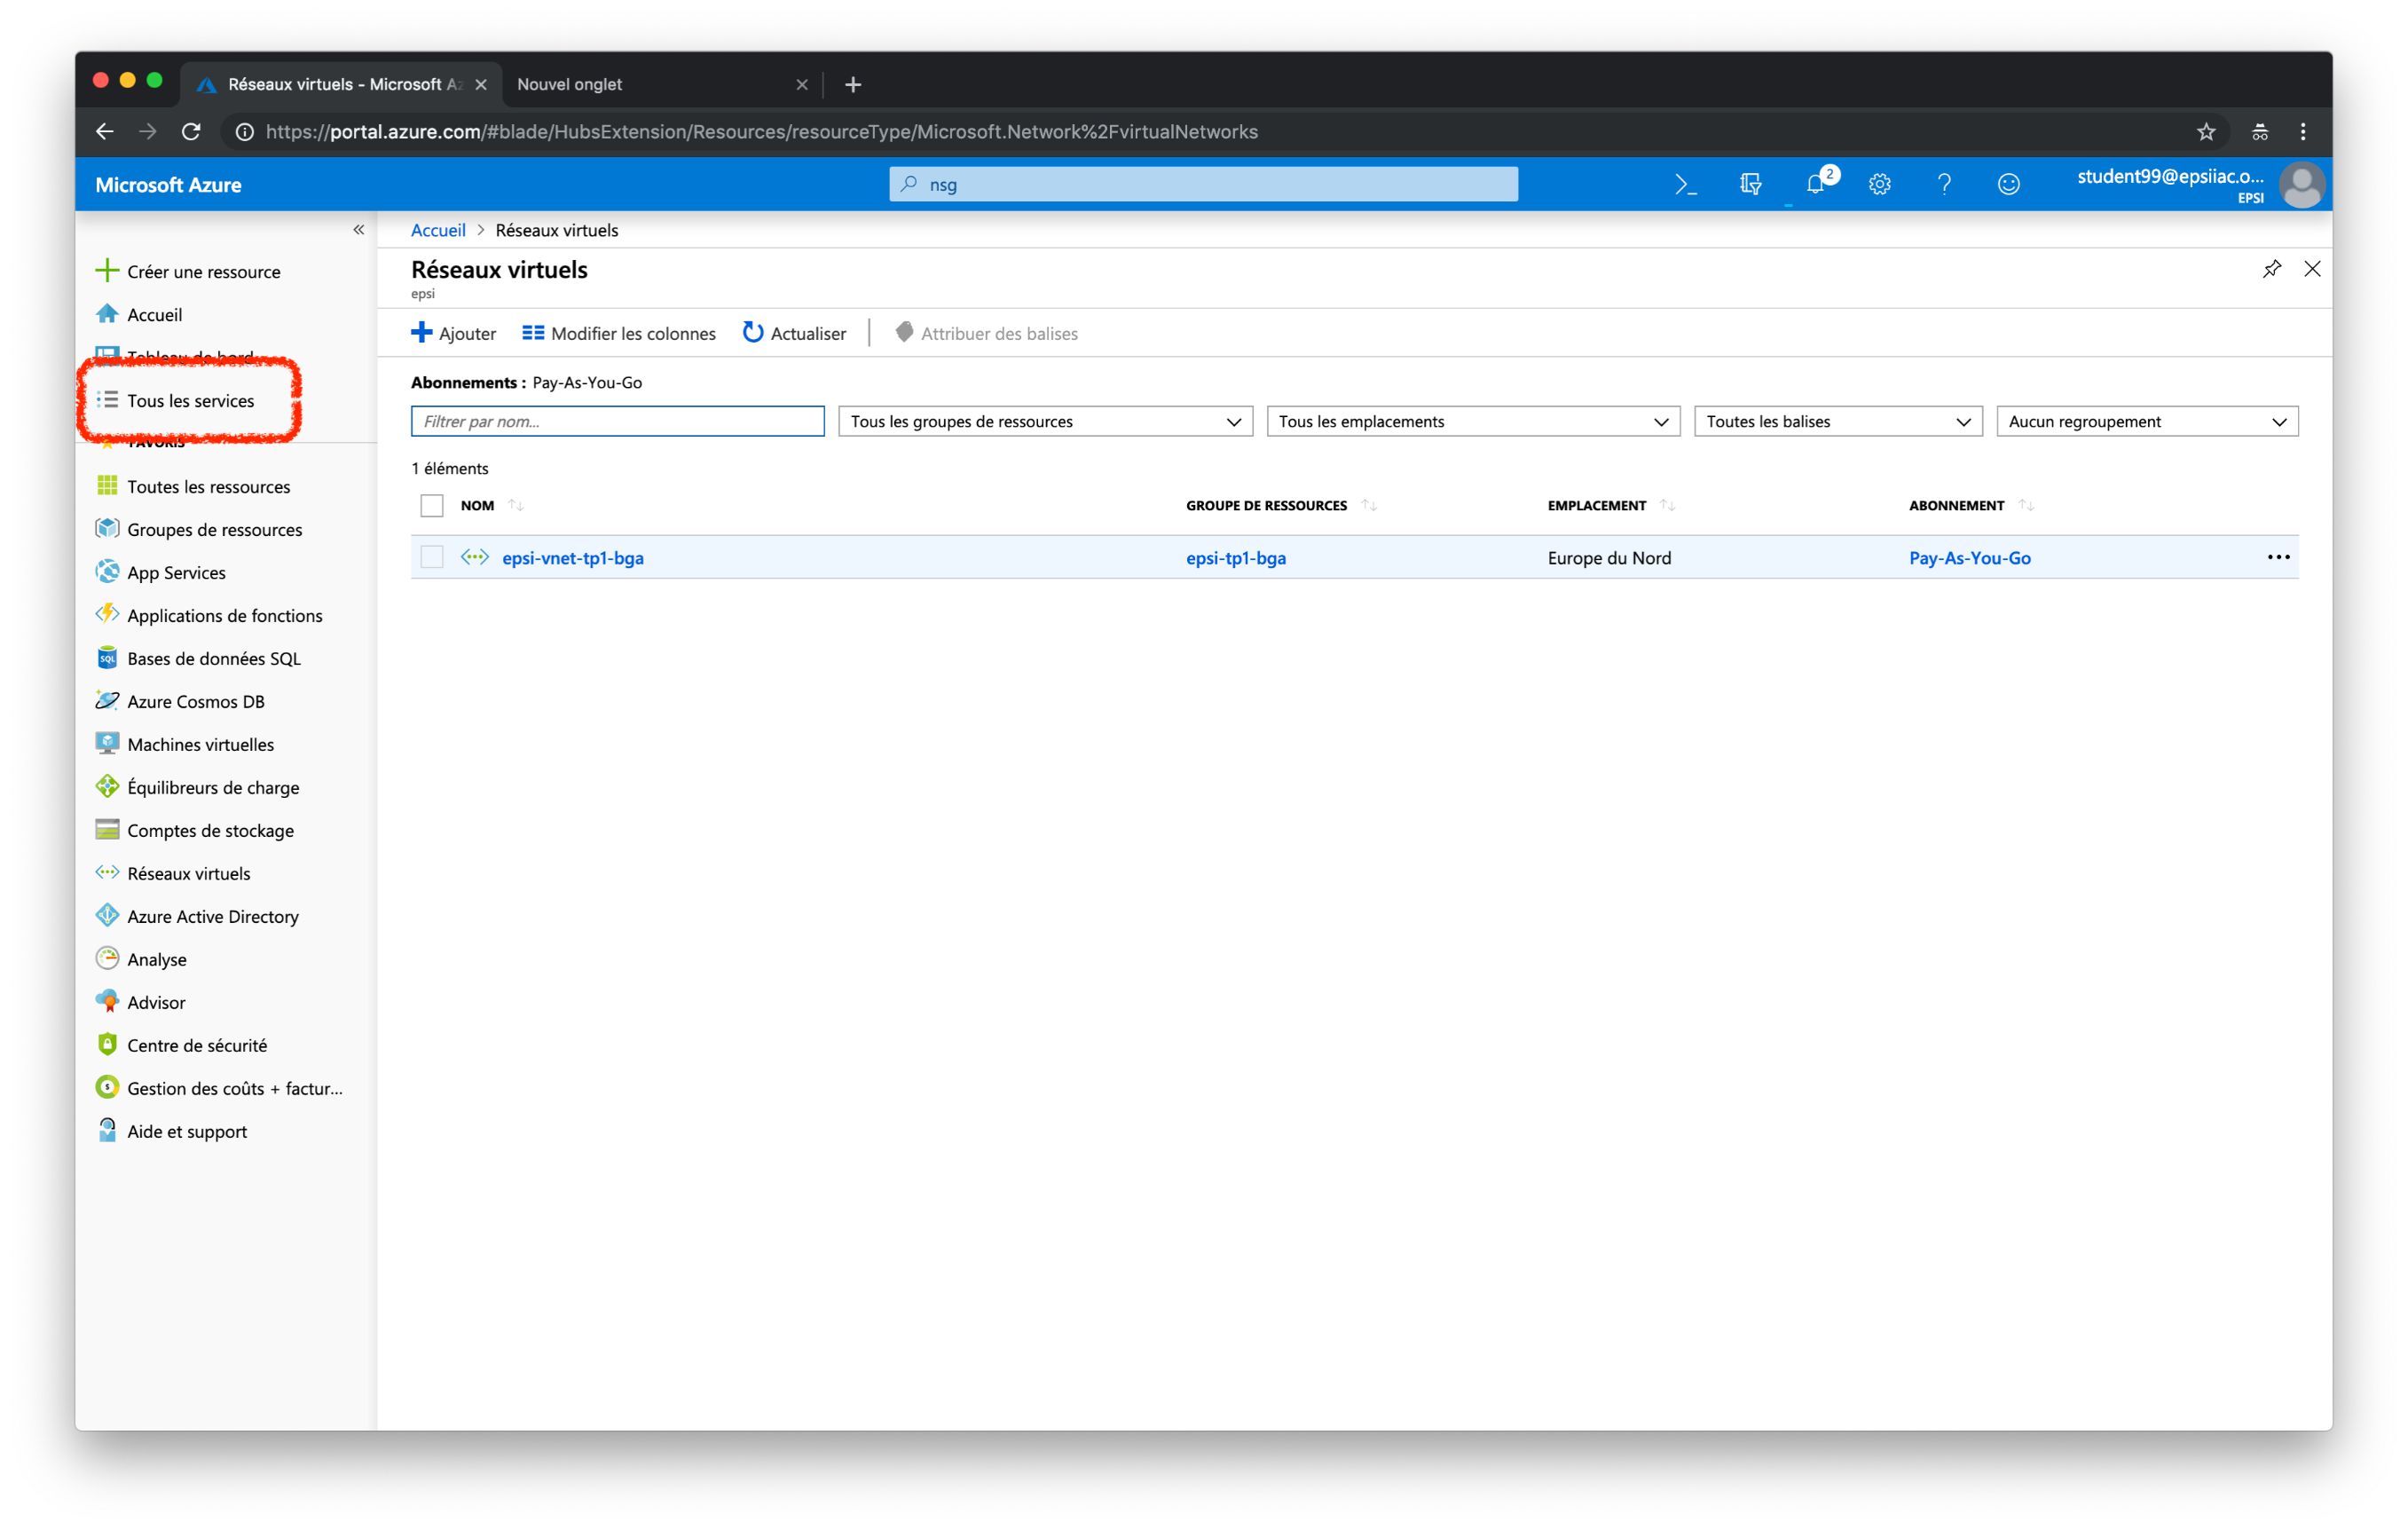 Réseaux virtuels - Microsoft Az
Nouvel onglet
https://portal.azure.com/#blade/HubsExtension/Resources/resourceType/Microsoft.Network%2FvirtualNetworks
Microsoft Azure
nsg
2
student99@epsiiac.o...
EPSI
«
Créer une ressource
Accueil
Tableau de bord
Tous les services
FAVORIS
Toutes les ressources
Groupes de ressources
App Services
Applications de fonctions
SQL Bases de données SQL
Azure Cosmos DB
Machines virtuelles
Équilibreurs de charge
Comptes de stockage
Réseaux virtuels
Azure Active Directory
Analyse
Advisor
Centre de sécurité
Gestion des coûts + factur...
Aide et support
Accueil > Réseaux virtuels
Réseaux virtuels
epsi
Ajouter Modifier les colonnes Actualiser Attribuer des balises
Abonnements : Pay-As-You-Go
Filtrer par nom... Tous les groupes de ressources Tous les emplacements Toutes les balises Aucun regroupement
1 éléments
NOM GROUPE DE RESSOURCES EMPLACEMENT ABONNEMENT
epsi-vnet-tp1-bga epsi-tp1-bga Europe du Nord Pay-As-You-Go